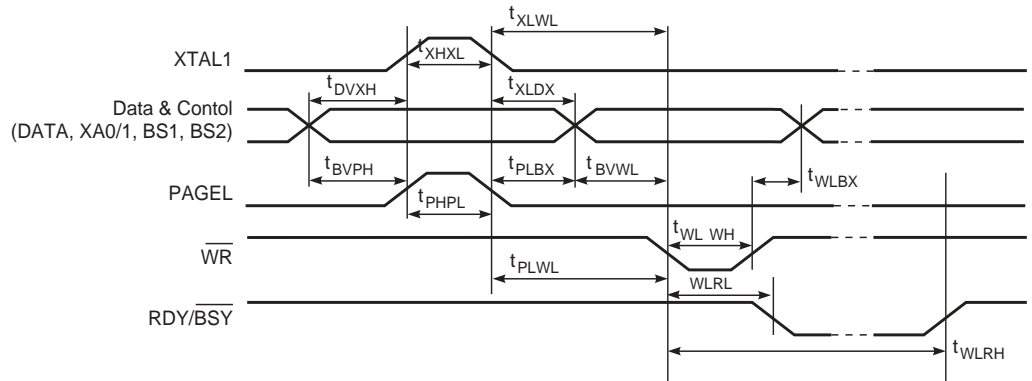 tXLWL
XTAL1
tXHXL
tDVXH
tXLDX
Data & Contol
(DATA, XA0/1, BS1, BS2)
tBVPH
tPLBX
tBVWL
tWLBX
PAGEL
tPHPL
tWL WH
WR
tPLWL
WLRL
RDY/BSY
tWLRH